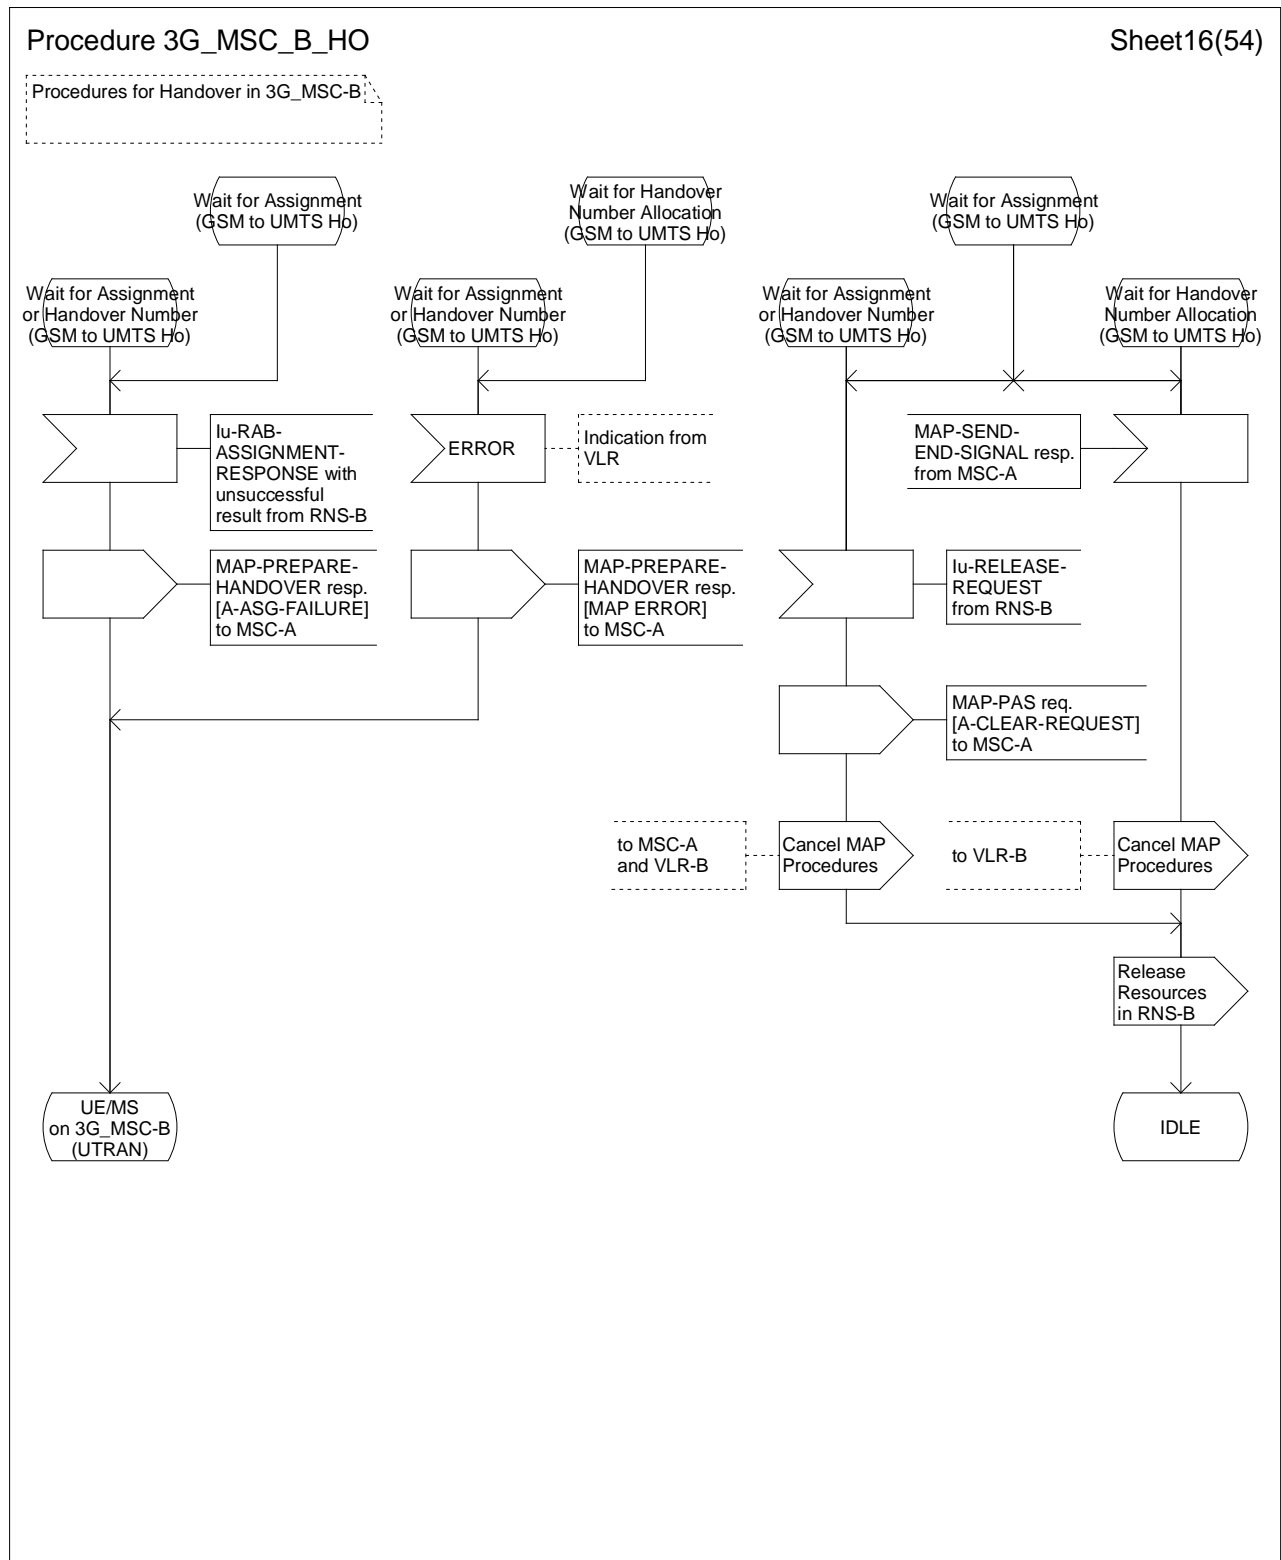 Procedure 3G_MSC_B_HO
Sheet16(54)
Procedures for Handover in 3G_MSC-B
Wait for Assignment
(GSM to UMTS Ho)
Wait for Handover
Number Allocation
(GSM to UMTS Ho)
Wait for Assignment
(GSM to UMTS Ho)
Wait for Assignment
or Handover Number
(GSM to UMTS Ho)
Wait for Assignment
or Handover Number
(GSM to UMTS Ho)
Wait for Assignment
or Handover Number
(GSM to UMTS Ho)
Wait for Handover
Number Allocation
(GSM to UMTS Ho)
Iu-RAB-
ASSIGNMENT-
RESPONSE with
unsuccessful
result from RNS-B
ERROR
Indication from
VLR
MAP-SEND-
END-SIGNAL resp.
from MSC-A
MAP-PREPARE-
HANDOVER resp.
[A-ASG-FAILURE]
to MSC-A
MAP-PREPARE-
HANDOVER resp.
[MAP ERROR]
to MSC-A
Iu-RELEASE-
REQUEST
from RNS-B
MAP-PAS req.
[A-CLEAR-REQUEST]
to MSC-A
to MSC-A
and VLR-B
Cancel MAP
Procedures
to VLR-B
Cancel MAP
Procedures
Release
Resources
in RNS-B
UE/MS
on 3G_MSC-B
(UTRAN)
IDLE